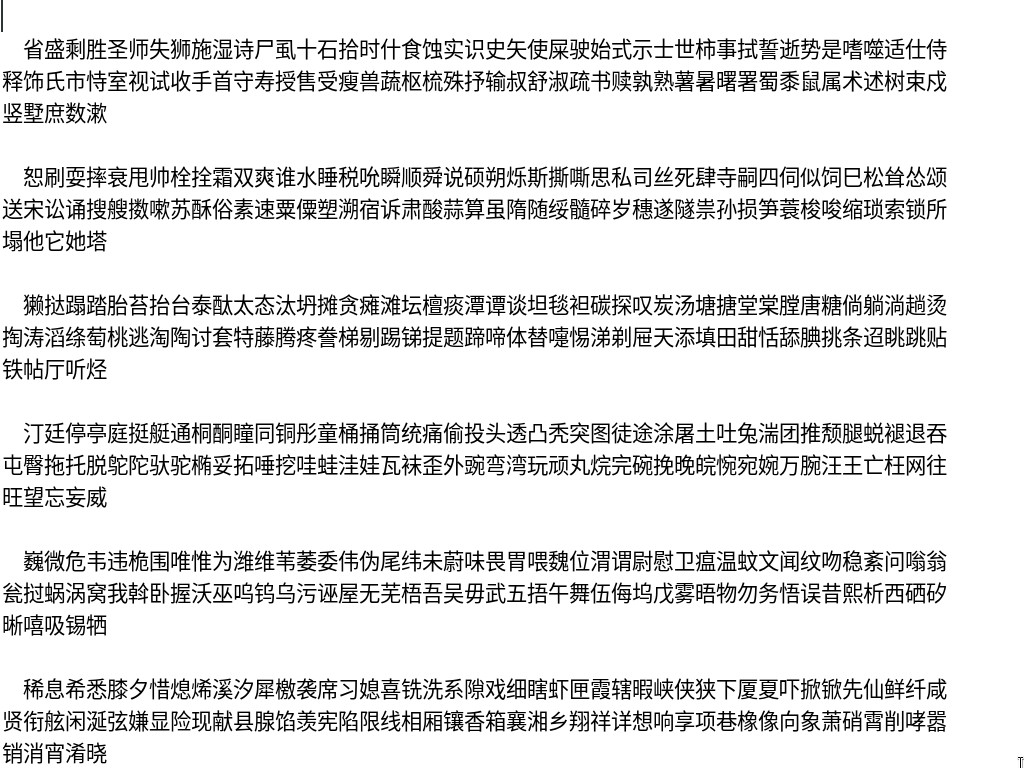 省盛剩胜圣师失狮施湿诗尸虱十石拾时什食蚀实识史矢使屎驶始式示士世柿事拭誓逝势是嗜噬适仕侍
释饰氏市恃室视试收手首守寿授售受瘦兽蔬枢梳殊抒输叔舒淑疏书赎孰熟薯暑曙署蜀黍鼠属术述树束戍
竖墅庶数漱
恕刷耍摔衰甩帅栓拴霜双爽谁水睡税吮瞬顺舜说硕朔烁斯撕嘶思私司丝死肆寺嗣四伺似饲巳松耸怂颂
送宋讼诵搜艘擞嗽苏酥俗素速粟僳塑溯宿诉肃酸蒜算虽隋随绥髓碎岁穗遂隧祟孙损笋蓑梭唆缩琐索锁所
塌他它她塔
獭挞蹋踏胎苔抬台泰酞太态汰坍摊贪瘫滩坛檀痰潭谭谈坦毯袒碳探叹炭汤塘搪堂棠膛唐糖倘躺淌趟烫
掏涛滔绦萄桃逃淘陶讨套特藤腾疼誊梯剔踢锑提题蹄啼体替嚏惕涕剃屉天添填田甜恬舔腆挑条迢眺跳贴
铁帖厅听烃
汀廷停亭庭挺艇通桐酮瞳同铜彤童桶捅筒统痛偷投头透凸秃突图徒途涂屠土吐兔湍团推颓腿蜕褪退吞
屯臀拖托脱鸵陀驮驼椭妥拓唾挖哇蛙洼娃瓦袜歪外豌弯湾玩顽丸烷完碗挽晚皖惋宛婉万腕汪王亡枉网往
旺望忘妄威
巍微危韦违桅围唯惟为潍维苇萎委伟伪尾纬未蔚味畏胃喂魏位渭谓尉慰卫瘟温蚊文闻纹吻稳紊问嗡翁
瓮挝蜗涡窝我斡卧握沃巫呜钨乌污诬屋无芜梧吾吴毋武五捂午舞伍侮坞戊雾晤物勿务悟误昔熙析西硒矽
晰嘻吸锡牺
稀息希悉膝夕惜熄烯溪汐犀檄袭席习媳喜铣洗系隙戏细瞎虾匣霞辖暇峡侠狭下厦夏吓掀锨先仙鲜纤咸
贤衔舷闲涎弦嫌显险现献县腺馅羡宪陷限线相厢镶香箱襄湘乡翔祥详想响享项巷橡像向象萧硝霄削哮嚣
销消宵淆晓